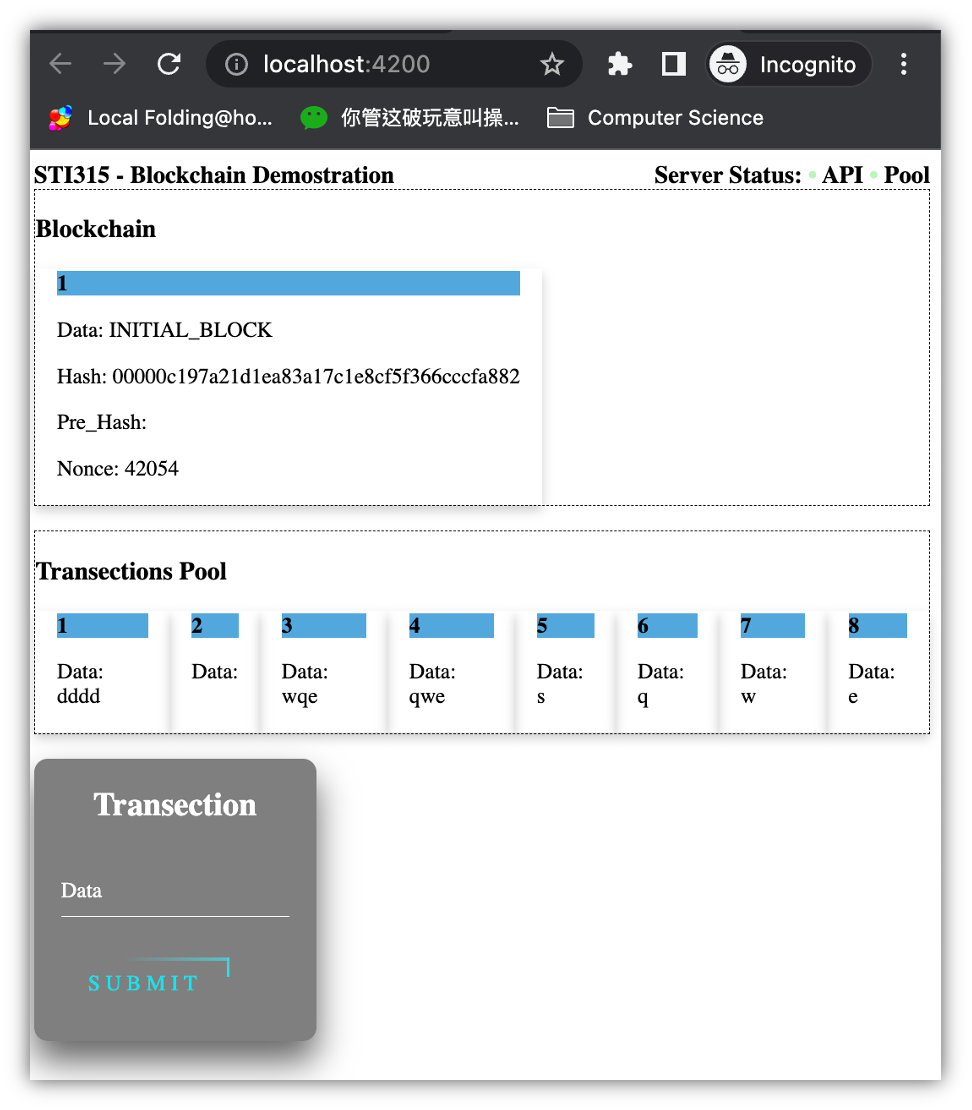 localhost:4200 Incognito
Local Folding@ho... 你管这破玩意叫操... Computer Science
STI315 - Blockchain Demostration Server Status: • API • Pool
Blockchain
1
Data: INITIAL_BLOCK
Hash: 00000c197a21d1ea83a17c1e8cf5f366cccfa882
Pre_Hash:
Nonce: 42054
Transections Pool
1 2 3 4 5 6 7 8
Data: Data: Data: Data: Data: Data: Data: Data:
dddd wqe qwe s q w e
Transection
Data
SUBMIT